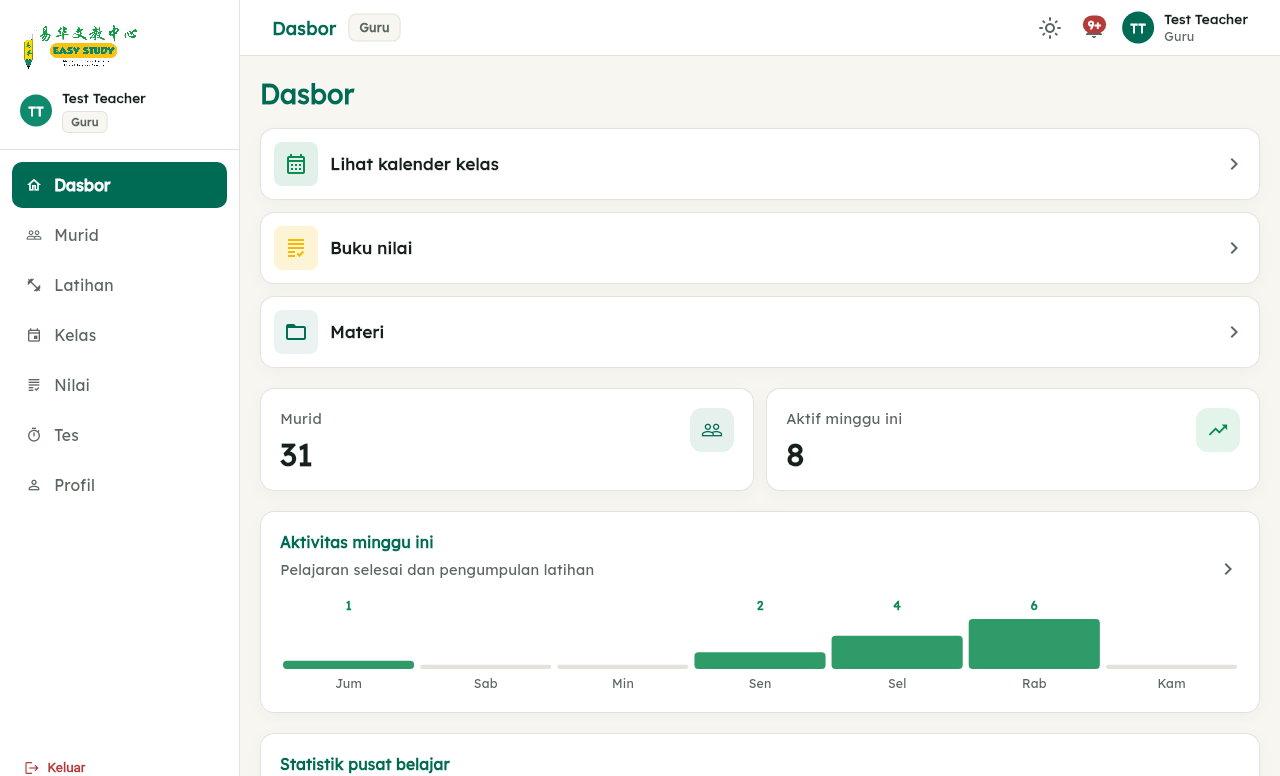 易华文教中心
EASY STUDY
TT
Test Teacher
Guru
Dasbor
Murid
Latihan
Kelas
Nilai
Tes
Profil
Keluar
Dasbor
Guru
9+
TT
Test Teacher
Guru
Dasbor
Lihat kalender kelas
Buku nilai
Materi
Murid
31
Aktif minggu ini
8
Aktivitas minggu ini
Pelajaran selesai dan pengumpulan latihan
1
2
4
6
Jum
Sab
Min
Sen
Sel
Rab
Kam
Statistik pusat belajar